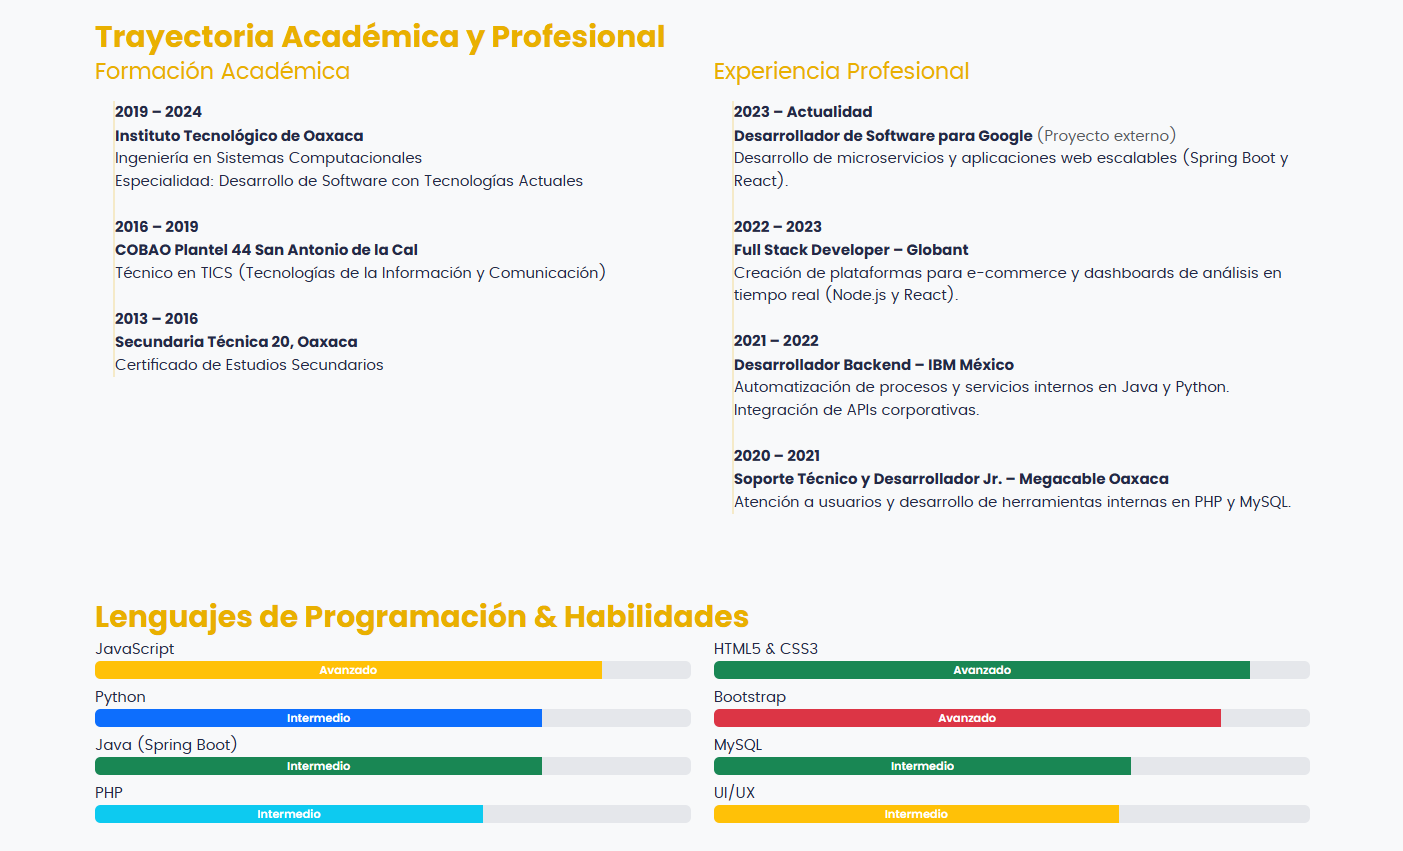 Trayectoria Académica y Profesional
Formación Académica
2019 – 2024
Instituto Tecnológico de Oaxaca
Ingeniería en Sistemas Computacionales
Especialidad: Desarrollo de Software con Tecnologías Actuales
2016 – 2019
COBAO Plantel 44 San Antonio de la Cal
Técnico en TICS (Tecnologías de la Información y Comunicación)
2013 – 2016
Secundaria Técnica 20, Oaxaca
Certificado de Estudios Secundarios
Experiencia Profesional
2023 – Actualidad
Desarrollador de Software para Google (Proyecto externo)
Desarrollo de microservicios y aplicaciones web escalables (Spring Boot y
React).
2022 – 2023
Full Stack Developer – Globant
Creación de plataformas para e-commerce y dashboards de análisis en
tiempo real (Node.js y React).
2021 – 2022
Desarrollador Backend – IBM México
Automatización de procesos y servicios internos en Java y Python.
Integración de APIs corporativas.
2020 – 2021
Soporte Técnico y Desarrollador Jr. – Megacable Oaxaca
Atención a usuarios y desarrollo de herramientas internas en PHP y MySQL.
Lenguajes de Programación & Habilidades
JavaScript
Avanzado
Python
Intermedio
Java (Spring Boot)
Intermedio
PHP
Intermedio
HTML5 & CSS3
Avanzado
Bootstrap
Avanzado
MySQL
Intermedio
UI/UX
Intermedio